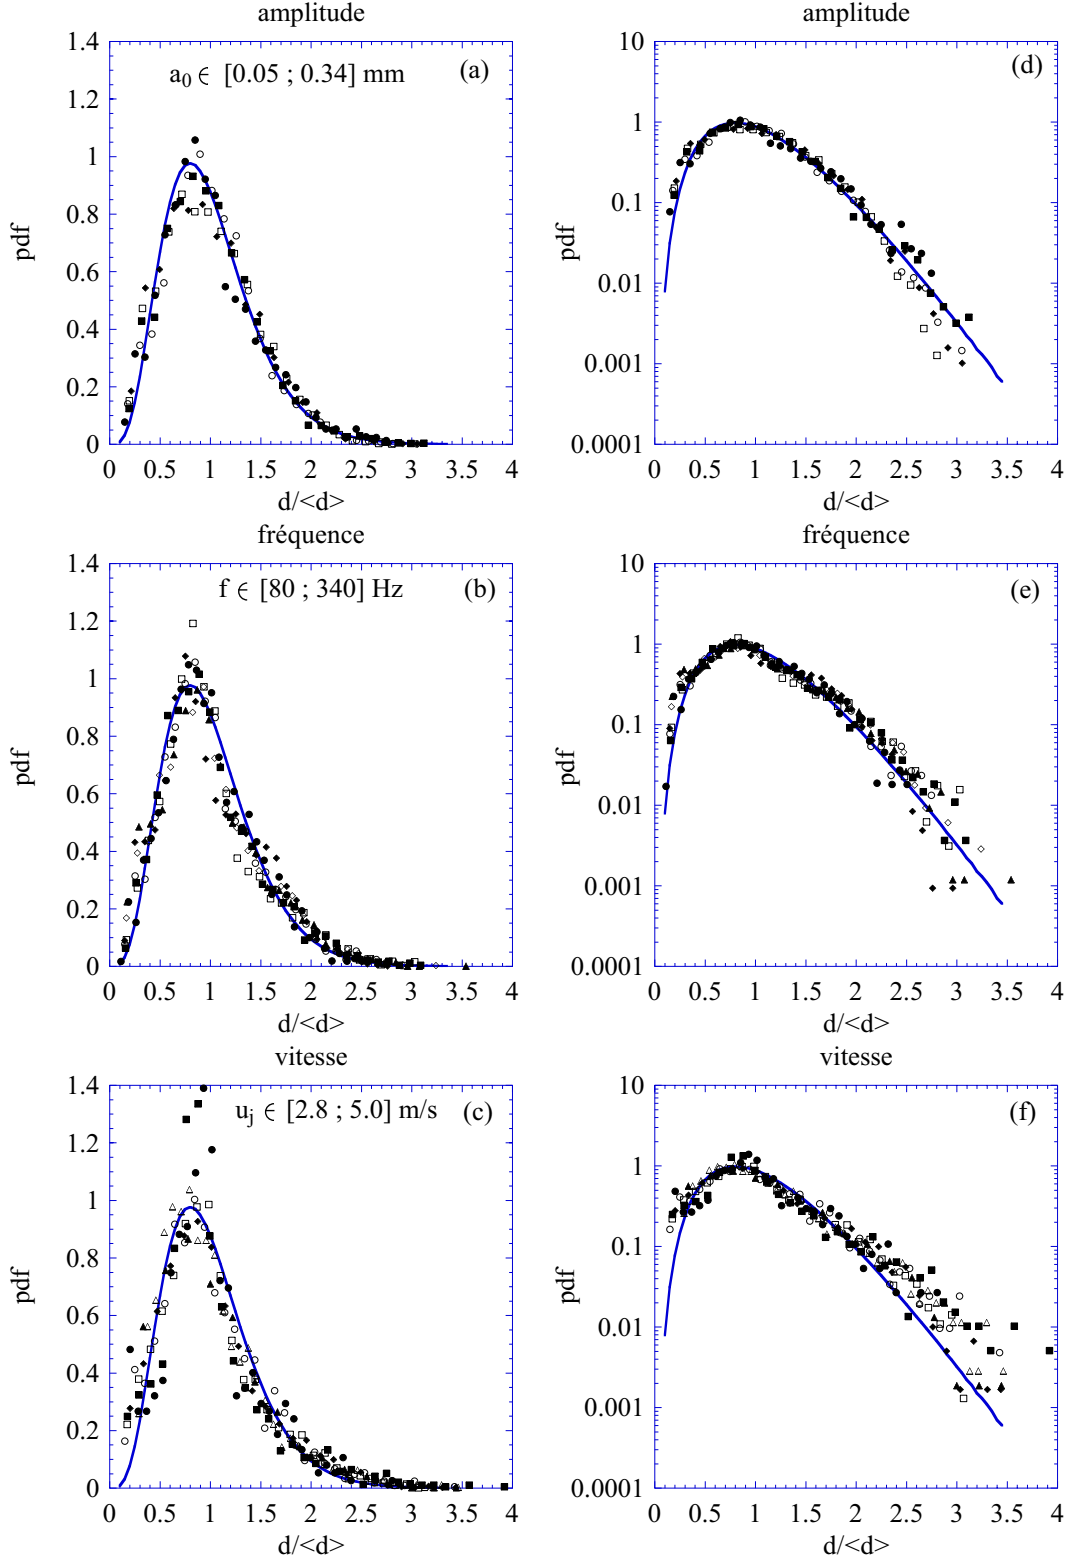 amplitude
amplitude
1.4
1.2
1
0.8
0.6
0.4
0.2
0
pdf
a0 ∈ [0.05 ; 0.34] mm
(a)
0 0.5 1 1.5 2 2.5 3 3.5 4
d/<d>
10
1
0.1
0.01
0.001
0.0001
pdf
(d)
0 0.5 1 1.5 2 2.5 3 3.5 4
d/<d>
fréquence
fréquence
1.4
1.2
1
0.8
0.6
0.4
0.2
0
pdf
f ∈ [80 ; 340] Hz
(b)
0 0.5 1 1.5 2 2.5 3 3.5 4
d/<d>
10
1
0.1
0.01
0.001
0.0001
pdf
(e)
0 0.5 1 1.5 2 2.5 3 3.5 4
d/<d>
vitesse
vitesse
1.4
1.2
1
0.8
0.6
0.4
0.2
0
pdf
uj ∈ [2.8 ; 5.0] m/s
(c)
0 0.5 1 1.5 2 2.5 3 3.5 4
d/<d>
10
1
0.1
0.01
0.001
0.0001
pdf
(f)
0 0.5 1 1.5 2 2.5 3 3.5 4
d/<d>